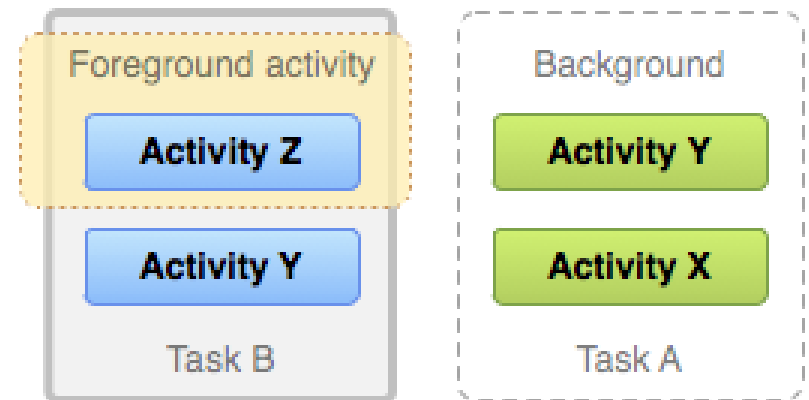 Foreground activity
Activity Z
Activity Y
Task B
Background
Activity Y
Activity X
Task A